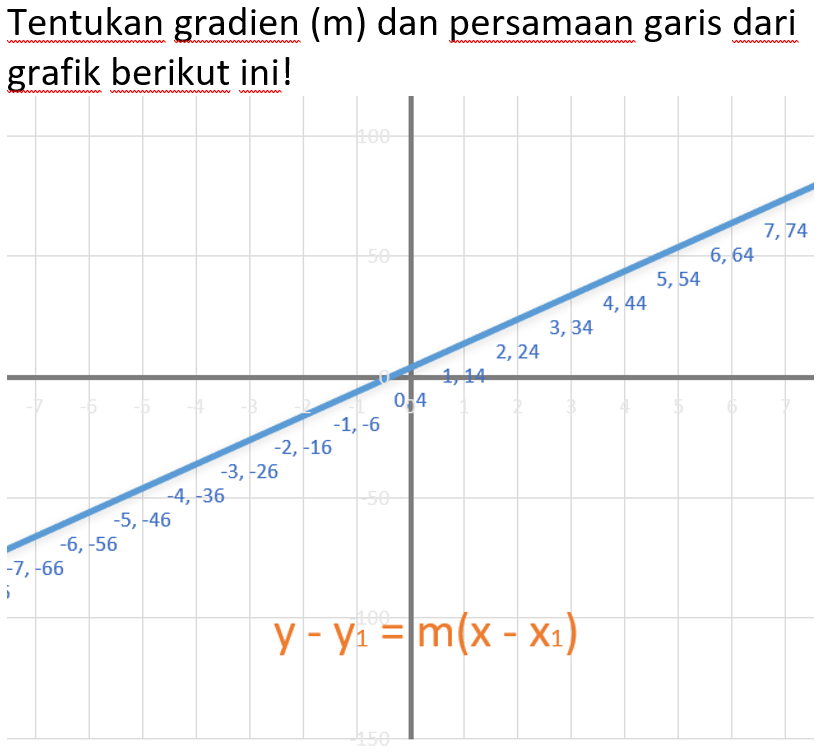 Tentukan gradien (m) dan persamaan garis dari
grafik berikut ini!
100
7, 74
50
6, 64
5, 54
4, 44
3, 34
2, 24
0 1, 14
-7 -6 -5 -4 -3 -2 -1 0, 4 2 3 4 5 6 7
-1, -6
-2, -16
-3, -26
-4, -36 -50
-5, -46
-6, -56
-7, -66
-100
y - y₁ = m(x - x₁)
-150